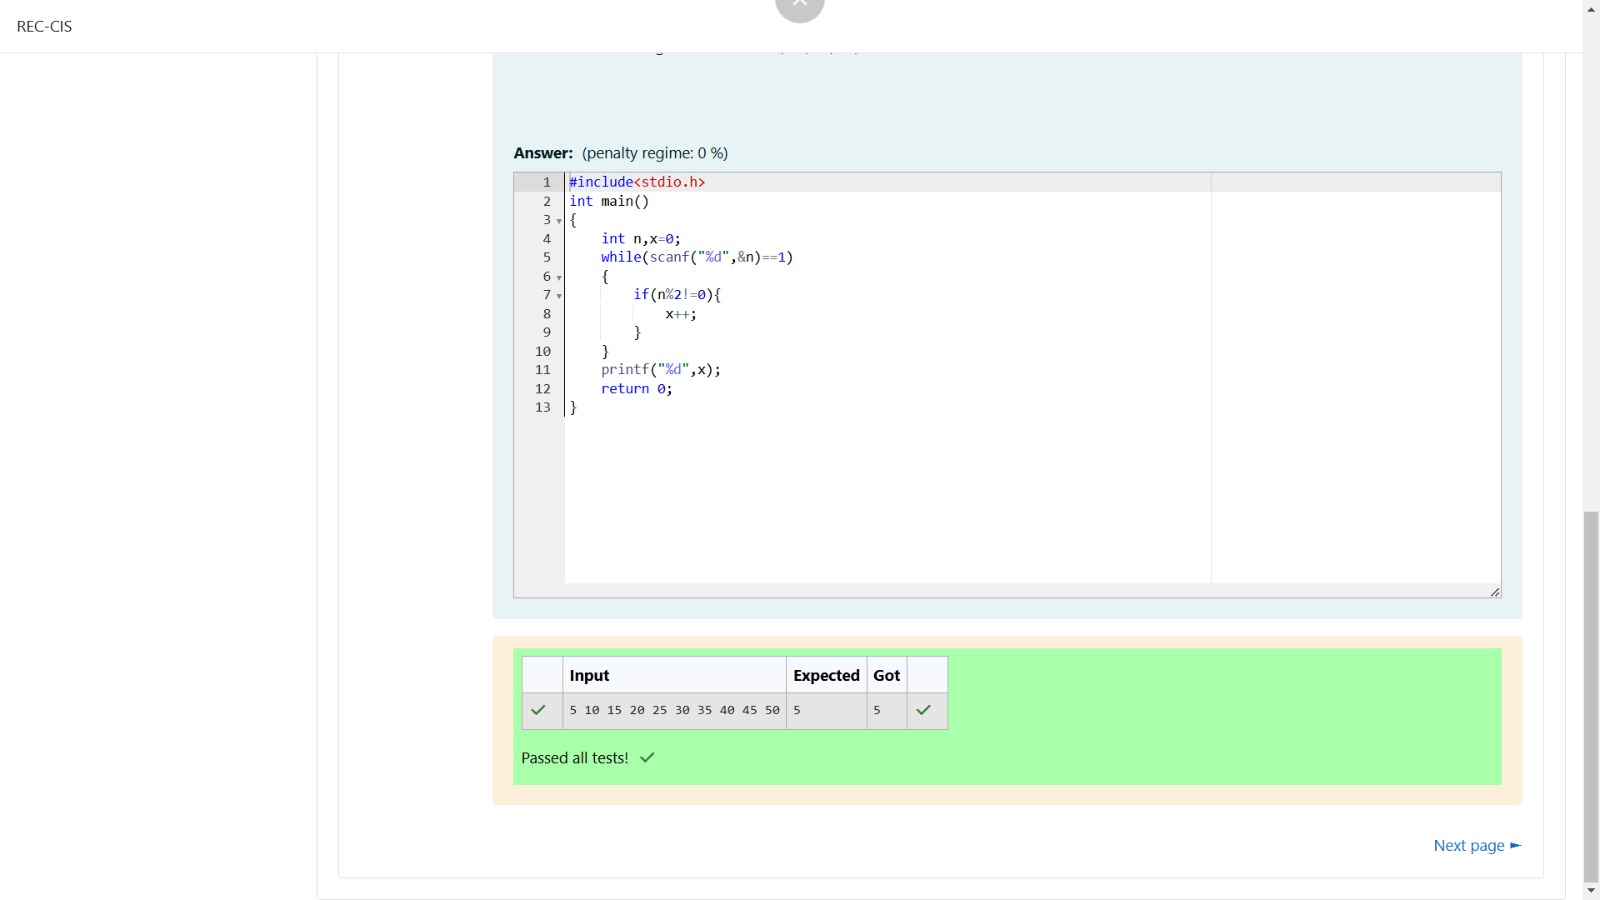 REC-CIS
Answer: (penalty regime: 0 %)
1 #include<stdio.h>
2 int main()
3 {
4 int n,x=0;
5 while(scanf("%d",&n)==1)
6 {
7 if(n%2!=0){
8 x++;
9 }
10 }
11 printf("%d",x);
12 return 0;
13 }
Input Expected Got
5 10 15 20 25 30 35 40 45 50 5 5
Passed all tests!
Next page